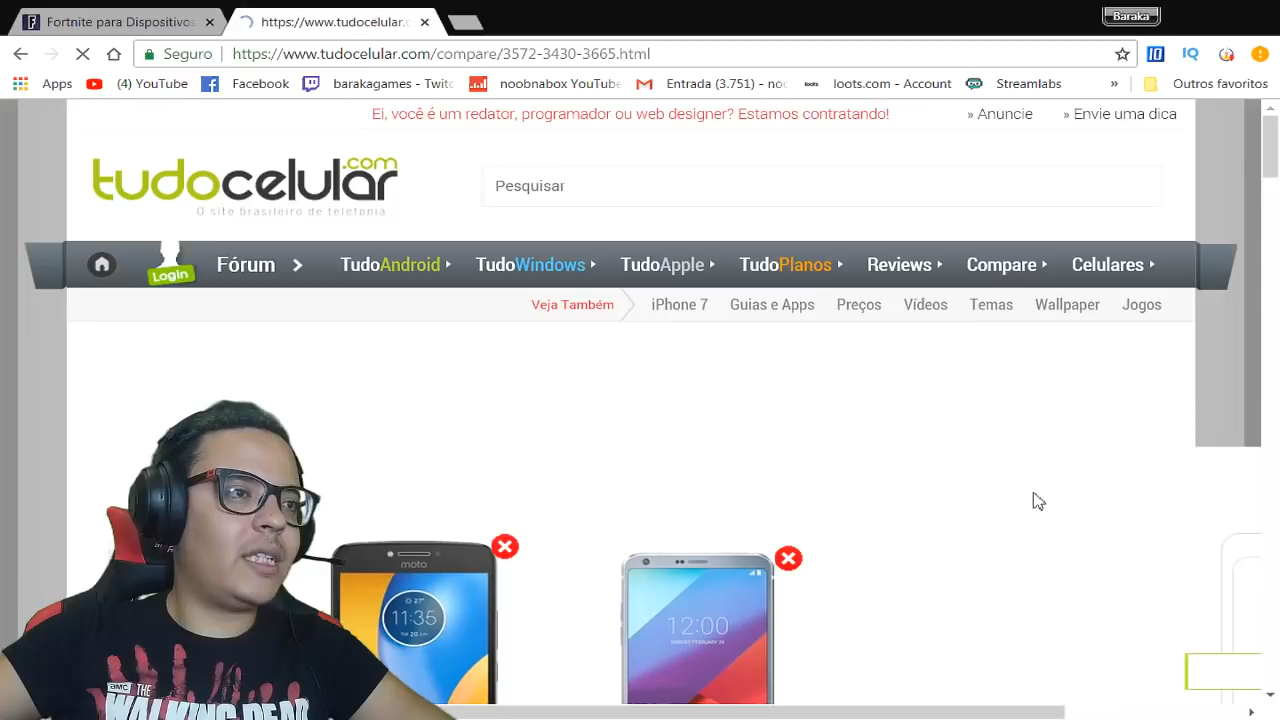 Fortnite para Dispositivos
https://www.tudocelular.c
Baraka
Seguro
https://www.tudocelular.com/compare/3572-3430-3665.html
Apps
(4) YouTube
Facebook
barakagames - Twitc
noobnabox YouTube
Entrada (3.751) - noo
loots.com - Account
Streamlabs
»
Outros favoritos
Ei, você é um redator, programador ou web designer? Estamos contratando!
» Anuncie
» Envie uma dica
tudocelular.com
O site brasileiro de telefonia
Pesquisar
Login
Fórum
TudoAndroid
TudoWindows
TudoApple
TudoPlanos
Reviews
Compare
Celulares
Veja Também
iPhone 7
Guias e Apps
Preços
Vídeos
Temas
Wallpaper
Jogos
moto
27°
11:35
12:00
amc THE
WALKING DEAD